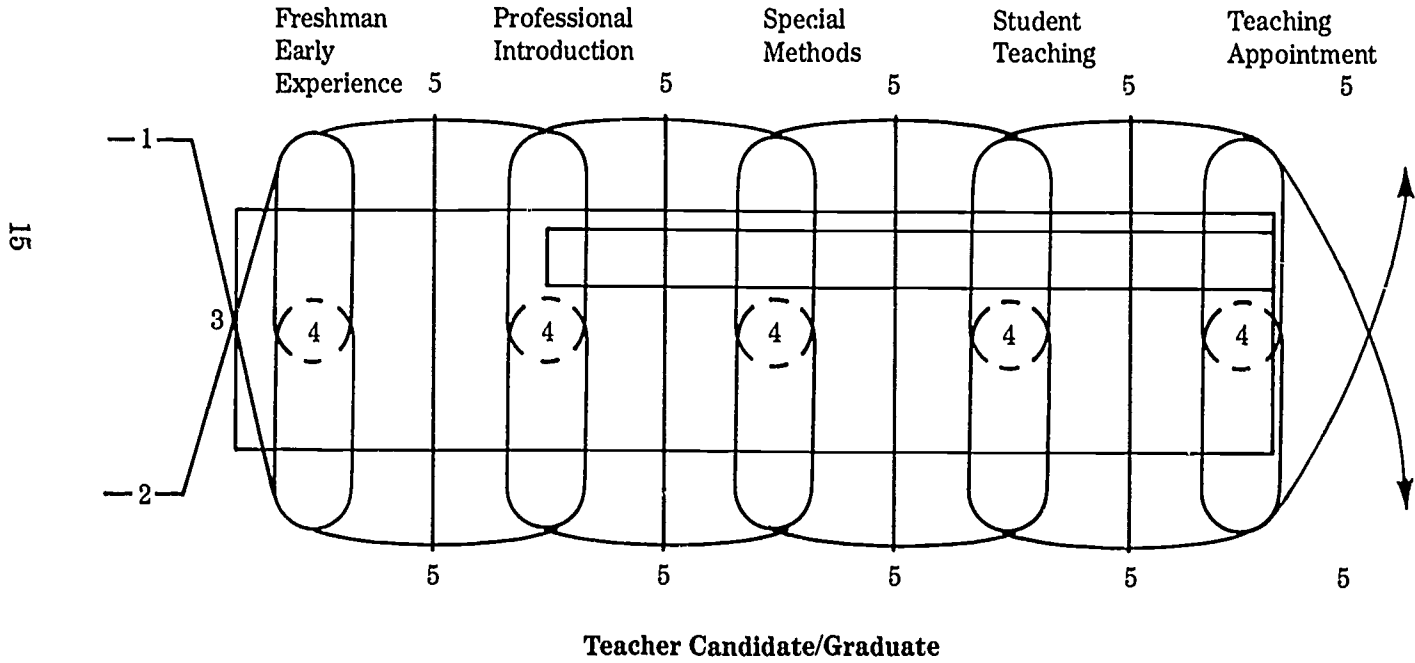 Freshman
Early
Experience 5
Professional
Introduction
5
Special
Methods
5
Student
Teaching
5
Teaching
Appointment
5
1
15
3
4 4 4 4 4
2
5 5 5 5 5
Teacher Candidate/Graduate